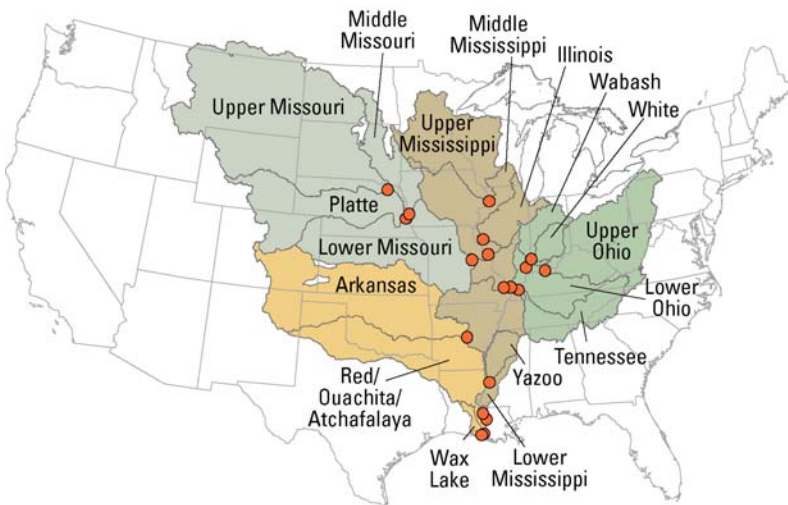 Middle
Missouri
Middle
Mississippi
Illinois
Wabash
White
Upper Missouri
Upper
Mississippi
Platte
Lower Missouri
Upper
Ohio
Arkansas
Lower
Ohio
Tennessee
Yazoo
Red/
Ouachita/
Atchafalaya
Wax
Lake
Lower
Mississippi